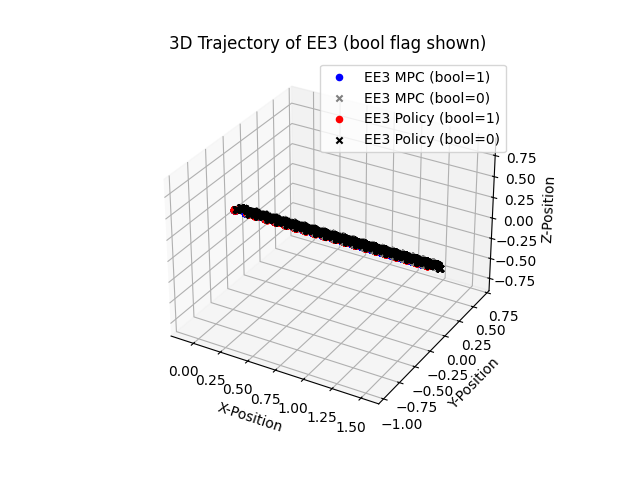 3D Trajectory of EE3 (bool flag shown)
EE3 MPC (bool=1)
EE3 MPC (bool=0)
EE3 Policy (bool=1)
EE3 Policy (bool=0)
0.75
0.50
0.25
0.00
−0.25
−0.50
−0.75
Z-Position
0.75
0.50
0.25
0.00
−0.25
−0.50
−0.75
−1.00
Y-Position
0.00
0.25
0.50
0.75
1.00
1.25
1.50
X-Position